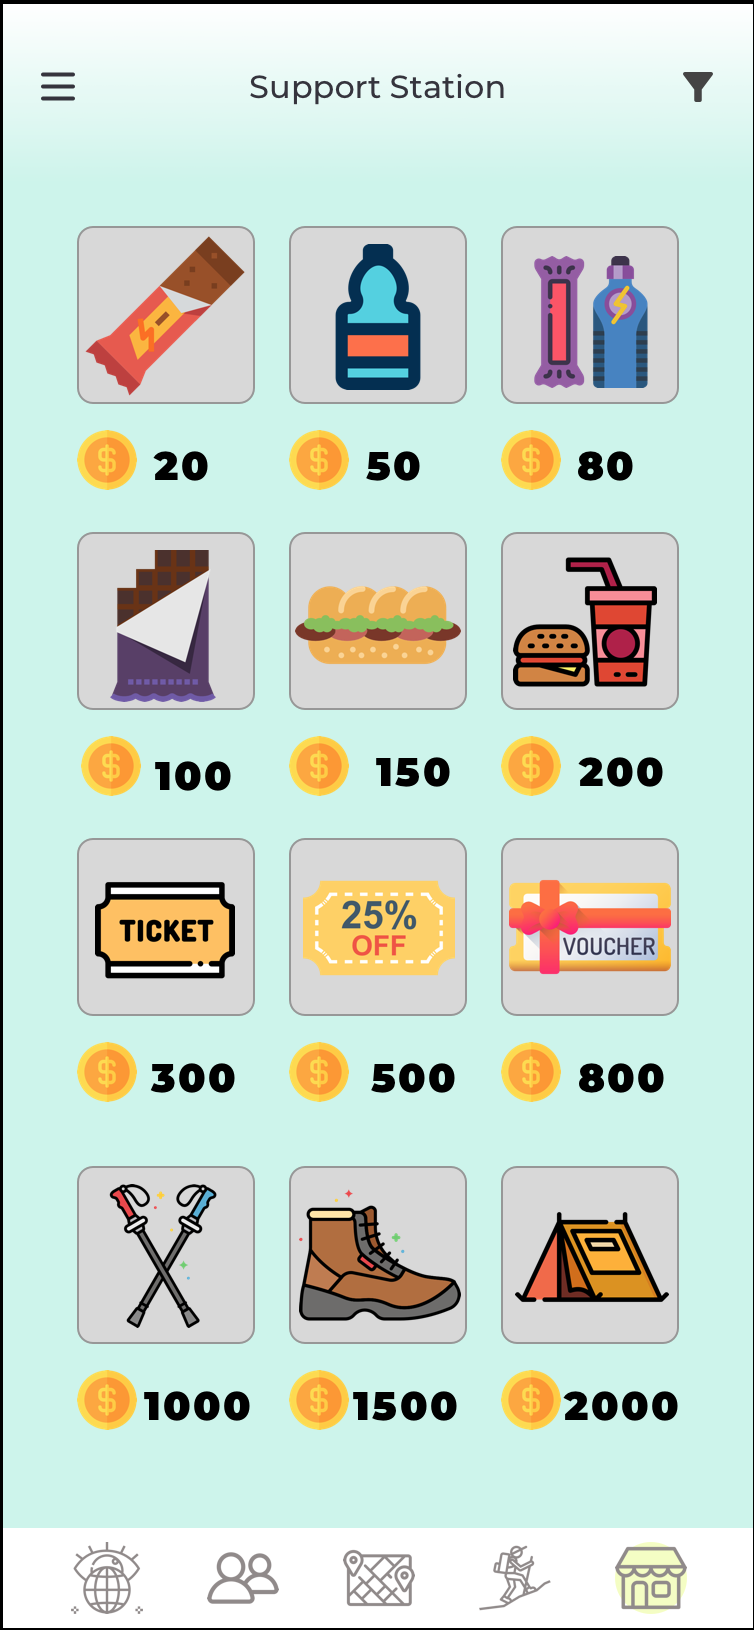 Support Station
$ 20 $ 50 $ 80
$ 100 $ 150 $ 200
TICKET
25%
OFF
VOUCHER
$ 300 $ 500 $ 800
$ 1000 $ 1500 $ 2000